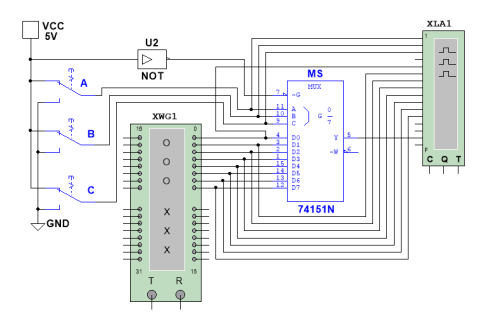 VCC
5V
U2
NOT
XLA1
1
F
C Q T
A
B
C
GND
XWG1
16 0
O
O
O
X
X
X
31 15
T R
MS
MUX
7 -G
11 A
10 B
9 C
G 0
7
4 D0
3 D1
2 D2
1 D3
15 D4
14 D5
13 D6
12 D7
Y 5
~W 6
74151N